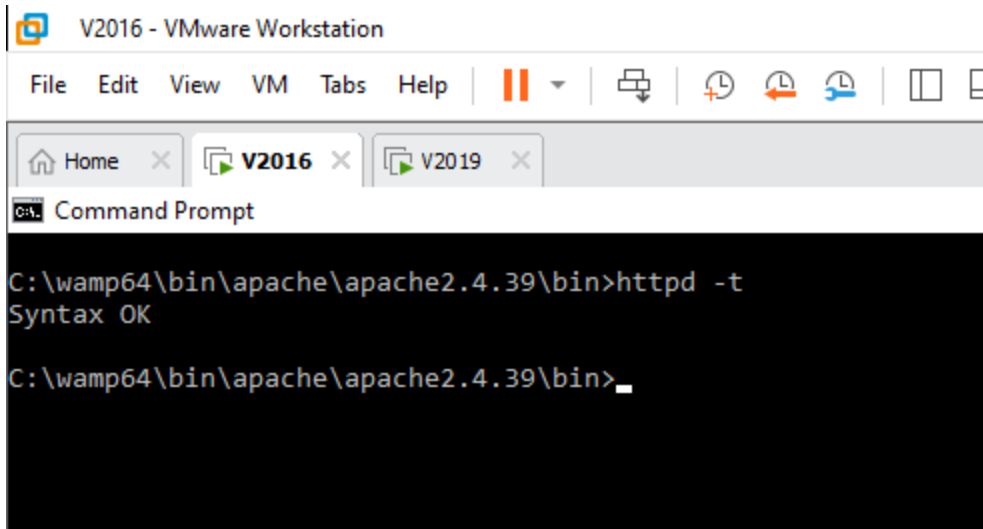 V2016 - VMware Workstation
File Edit View VM Tabs Help
Home V2016 V2019
Command Prompt
C:\wamp64\bin\apache\apache2.4.39\bin>httpd -t
Syntax OK
C:\wamp64\bin\apache\apache2.4.39\bin>